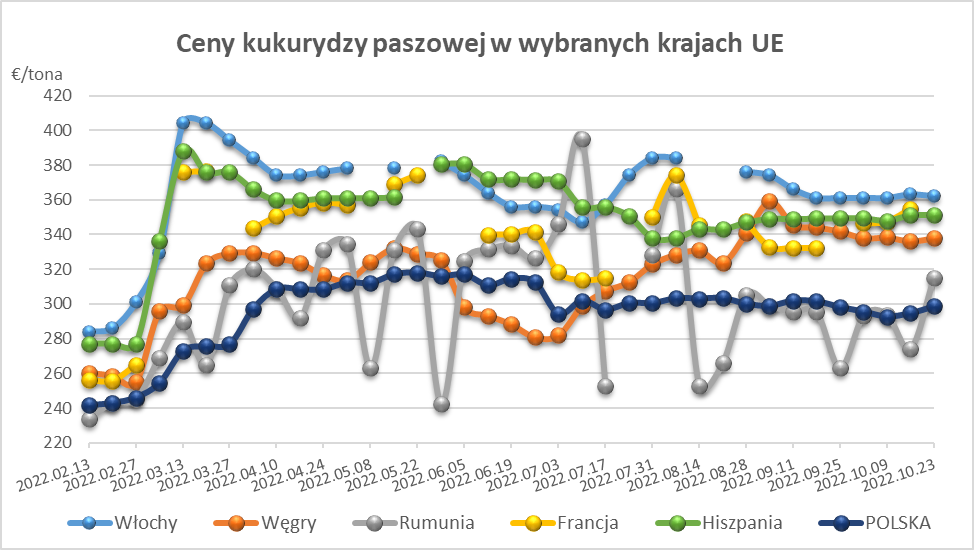 Ceny kukurydzy paszowej w wybranych krajach UE
€/tona
420
400
380
360
340
320
300
280
260
240
220
2022.02.13 2022.02.27 2022.03.13 2022.03.27 2022.04.10 2022.04.24 2022.05.08 2022.05.22 2022.06.05 2022.06.19 2022.07.03 2022.07.17 2022.07.31 2022.08.14 2022.08.28 2022.09.11 2022.09.25 2022.10.09 2022.10.23
Włochy Węgry Rumunia Francja Hiszpania POLSKA